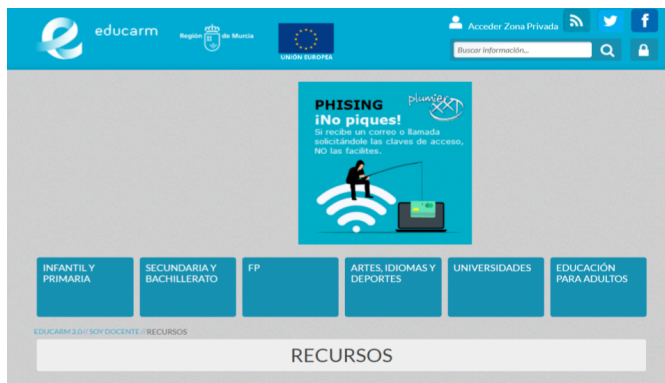 educarm
Región de Murcia
UNIÓN EUROPEA
Acceder Zona Privada
Buscar información...
PHISING
¡No piques!
plumier XXI
Si recibe un correo o llamada
solicitándole las claves de acceso,
NO las facilites.
INFANTIL Y
PRIMARIA
SECUNDARIA Y
BACHILLERATO
FP
ARTES, IDIOMAS Y
DEPORTES
UNIVERSIDADES
EDUCACIÓN
PARA ADULTOS
EDUCARM 2.0// SOY DOCENTE //RECURSOS
RECURSOS